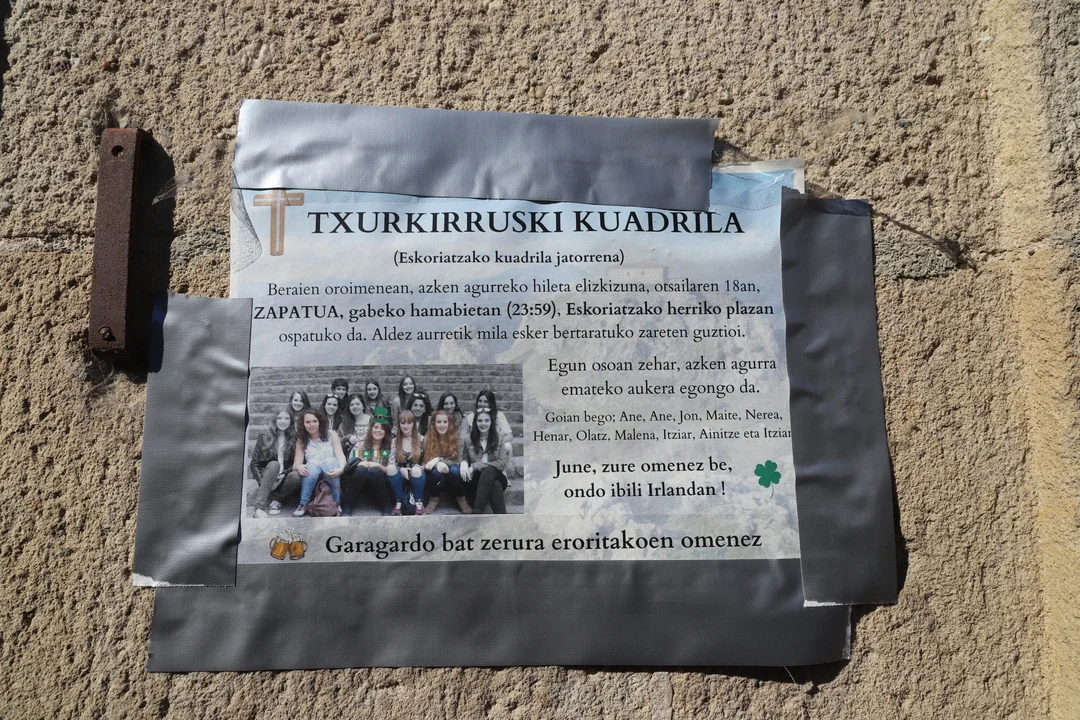 TXURKIRRUSKI KUADRILA
(Eskoriatzako kuadrila jatorrena)
Beraien oroimenean, azken agurreko hileta elizkizuna, otsailaren 18an,
ZAPATUA, gabeko hamabietan (23:59), Eskoriatzako herriko plazan
ospatuko da. Aldez aurretik mila esker bertaratuko zareten guztioi.
Egun osoan zehar, azken agurra
emateko aukera egongo da.
Goian bego; Ane, Ane, Jon, Maite, Nerea,
Henar, Olatz, Malena, Itziar, Ainitze eta Itziar
June, zure omenez be,
ondo ibili Irlandan !
Garagardo bat zerura eroritakoen omenez